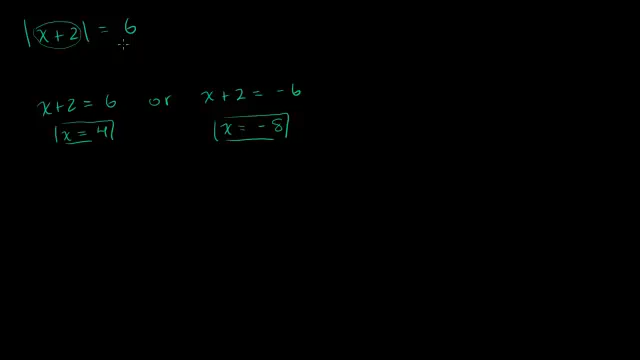 |x+2| = 6
x+2 = 6 or x+2 = -6
x = 4 x = -8